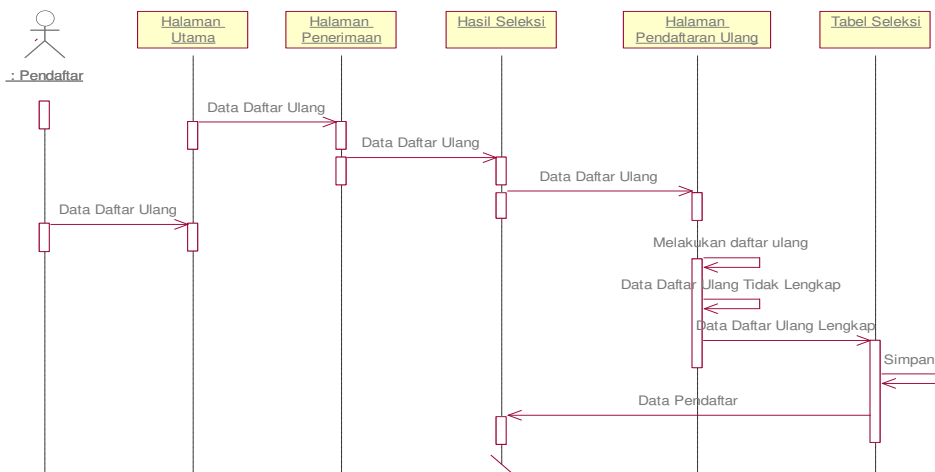 Halaman
Utama
Halaman
Penerimaan
Hasil Seleksi
Halaman
Pendaftaran Ulang
Tabel Seleksi
: Pendaftar
Data Daftar Ulang
Data Daftar Ulang
Data Daftar Ulang
Data Daftar Ulang
Melakukan daftar ulang
Data Daftar Ulang Tidak Lengkap
Data Daftar Ulang Lengkap
Simpan
Data Pendaftar